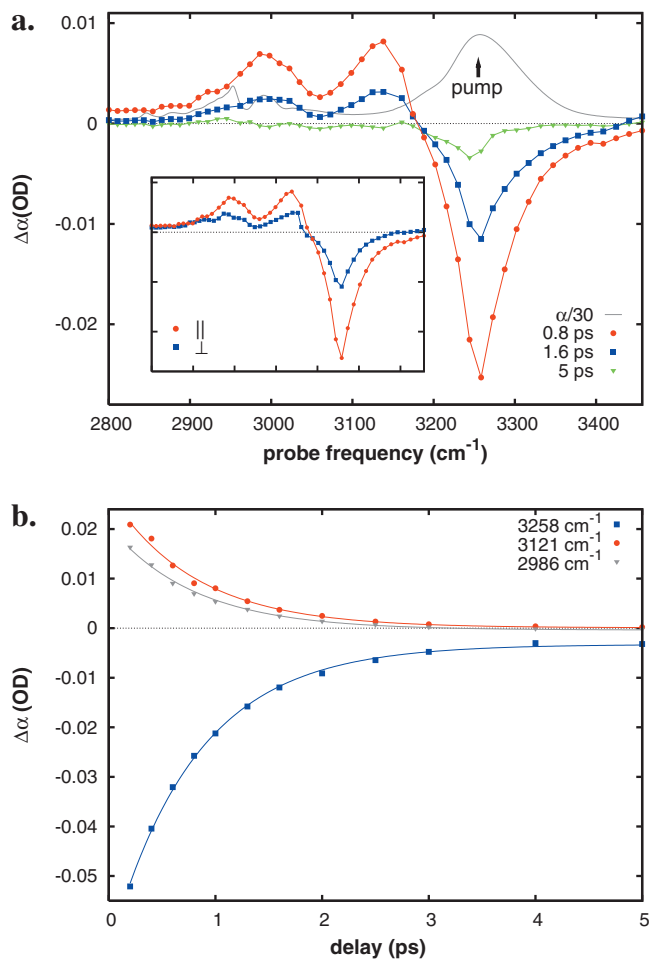 a.
0.01
0
-0.01
-0.02
Δα(OD)
pump
||
⊥
α/30
0.8 ps
1.6 ps
5 ps
2800 2900 3000 3100 3200 3300 3400
probe frequency (cm-1)
b.
0.02
0.01
0
-0.01
-0.02
-0.03
-0.04
-0.05
Δα (OD)
3258 cm-1
3121 cm-1
2986 cm-1
0 1 2 3 4 5
delay (ps)